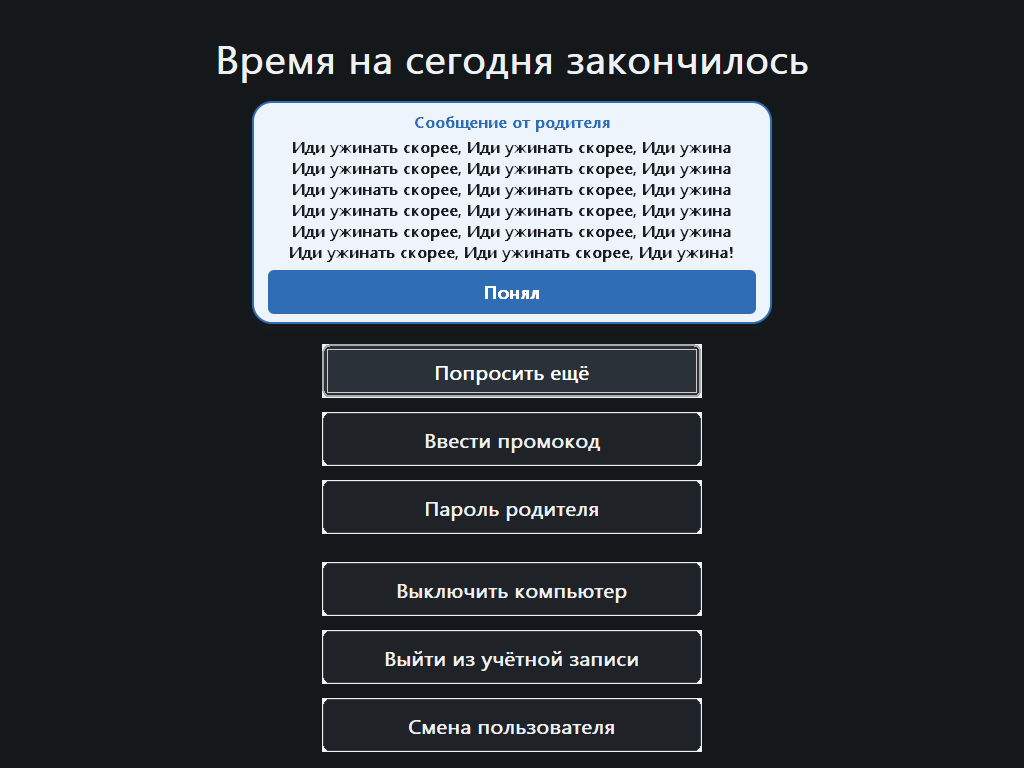 Время на сегодня закончилось
Сообщение от родителя
Иди ужинать скорее, Иди ужинать скорее, Иди ужина
Иди ужинать скорее, Иди ужинать скорее, Иди ужина
Иди ужинать скорее, Иди ужинать скорее, Иди ужина
Иди ужинать скорее, Иди ужинать скорее, Иди ужина
Иди ужинать скорее, Иди ужинать скорее, Иди ужина
Иди ужинать скорее, Иди ужинать скорее, Иди ужина!
Понял
Попросить ещё
Ввести промокод
Пароль родителя
Выключить компьютер
Выйти из учётной записи
Смена пользователя